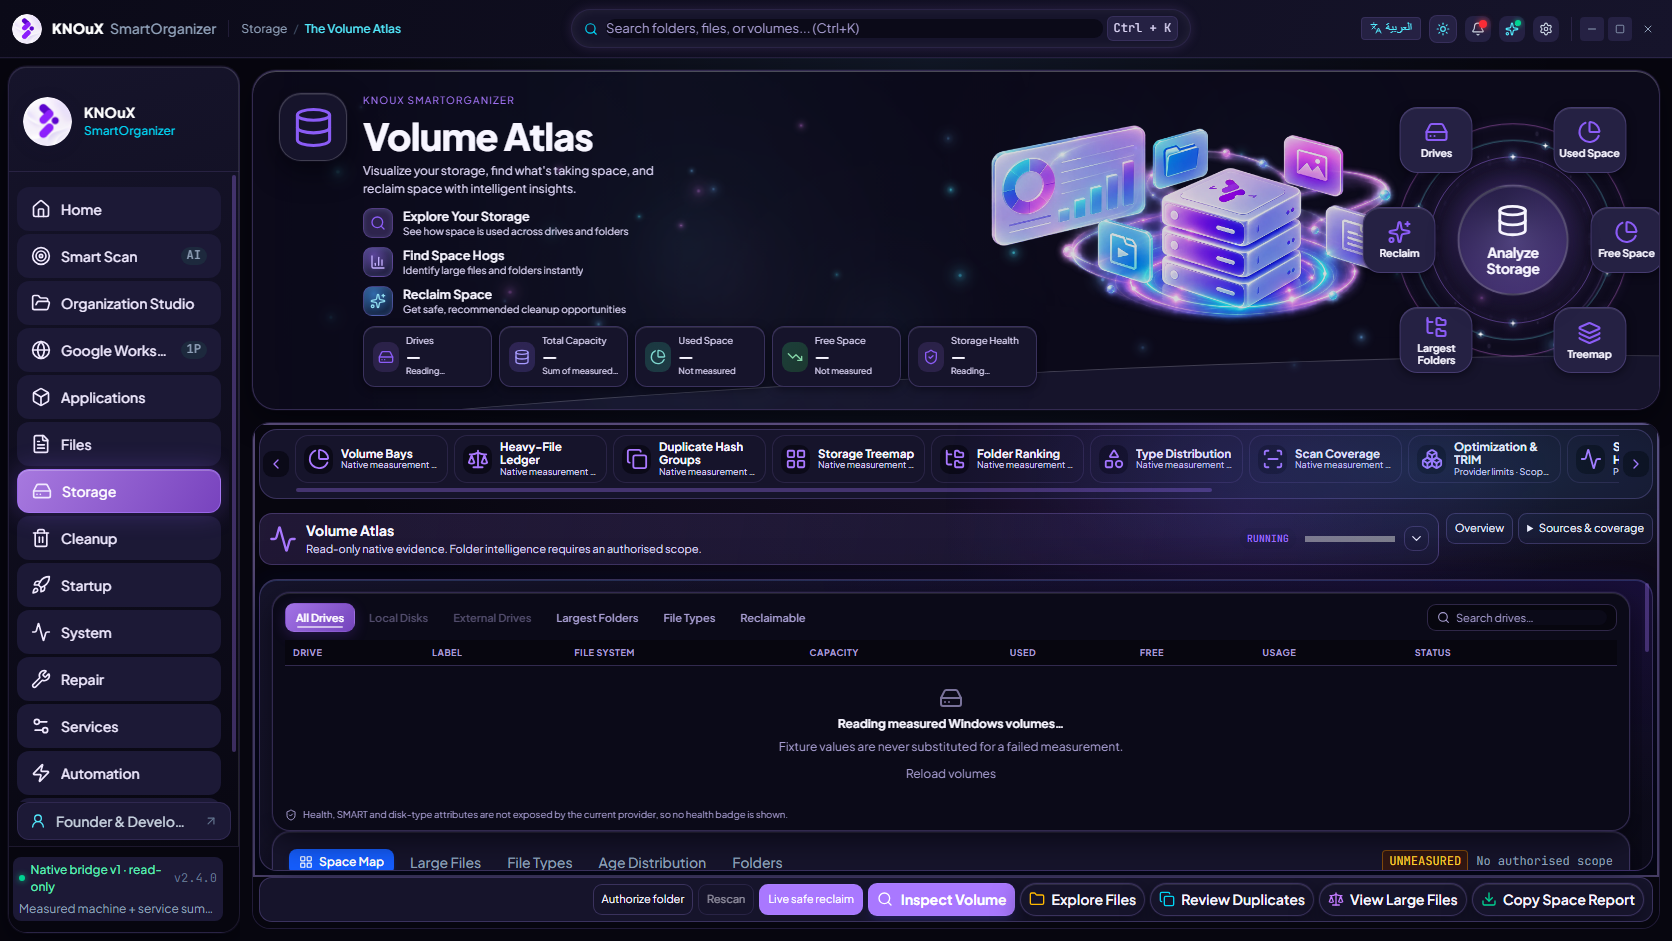 KNOuX SmartOrganizer
Storage / The Volume Atlas
Search folders, files, or volumes... (Ctrl+K)
Ctrl + K
العربية
KNOuX
SmartOrganizer
Home
Smart Scan AI
Organization Studio
Google Works... 1P
Applications
Files
Storage
Cleanup
Startup
System
Repair
Services
Automation
Founder & Develo...
Native bridge v1 · read-only v2.4.0
Measured machine + service sum...
KNOUX SMARTORGANIZER
Volume Atlas
Visualize your storage, find what's taking space, and
reclaim space with intelligent insights.
Explore Your Storage
See how space is used across drives and folders
Find Space Hogs
Identify large files and folders instantly
Reclaim Space
Get safe, recommended cleanup opportunities
Drives
—
Reading...
Total Capacity
—
Sum of measured...
Used Space
—
Not measured
Free Space
—
Not measured
Storage Health
—
Reading...
Drives
Used Space
Reclaim
Analyze
Storage
Free Space
Largest
Folders
Treemap
Volume Bays
Native measurement ...
Heavy-File
Ledger
Native measurement ...
Duplicate Hash
Groups
Native measurement ...
Storage Treemap
Native measurement ...
Folder Ranking
Native measurement ...
Type Distribution
Native measurement ...
Scan Coverage
Native measurement ...
Optimization &
TRIM
Provider limits · Scop...
Volume Atlas
Read-only native evidence. Folder intelligence requires an authorised scope.
RUNNING
Overview
Sources & coverage
All Drives
Local Disks
External Drives
Largest Folders
File Types
Reclaimable
Search drives...
DRIVE LABEL FILE SYSTEM CAPACITY USED FREE USAGE STATUS
Reading measured Windows volumes...
Fixture values are never substituted for a failed measurement.
Reload volumes
Health, SMART and disk-type attributes are not exposed by the current provider, so no health badge is shown.
Space Map
Large Files
File Types
Age Distribution
Folders
UNMEASURED No authorised scope
Authorize folder
Rescan
Live safe reclaim
Inspect Volume
Explore Files
Review Duplicates
View Large Files
Copy Space Report